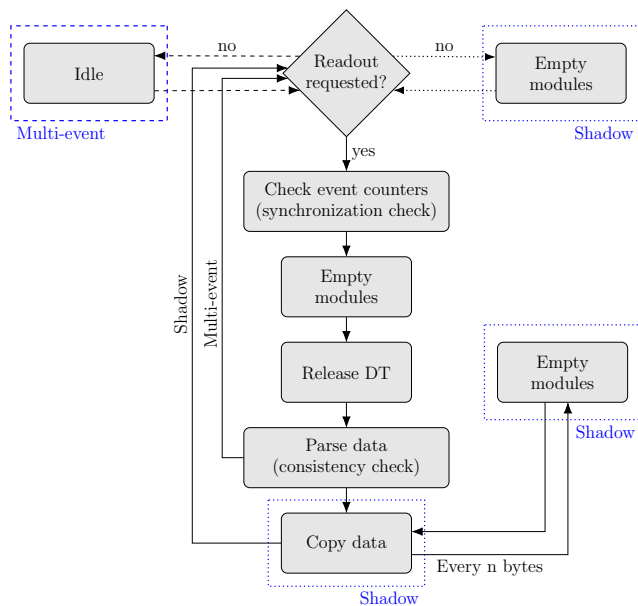 no
no
Readout
requested?
Idle
Empty
modules
Multi-event
Shadow
yes
Check event counters
(synchronization check)
Empty
modules
Shadow
Multi-event
Release DT
Empty
modules
Shadow
Parse data
(consistency check)
Copy data
Every n bytes
Shadow